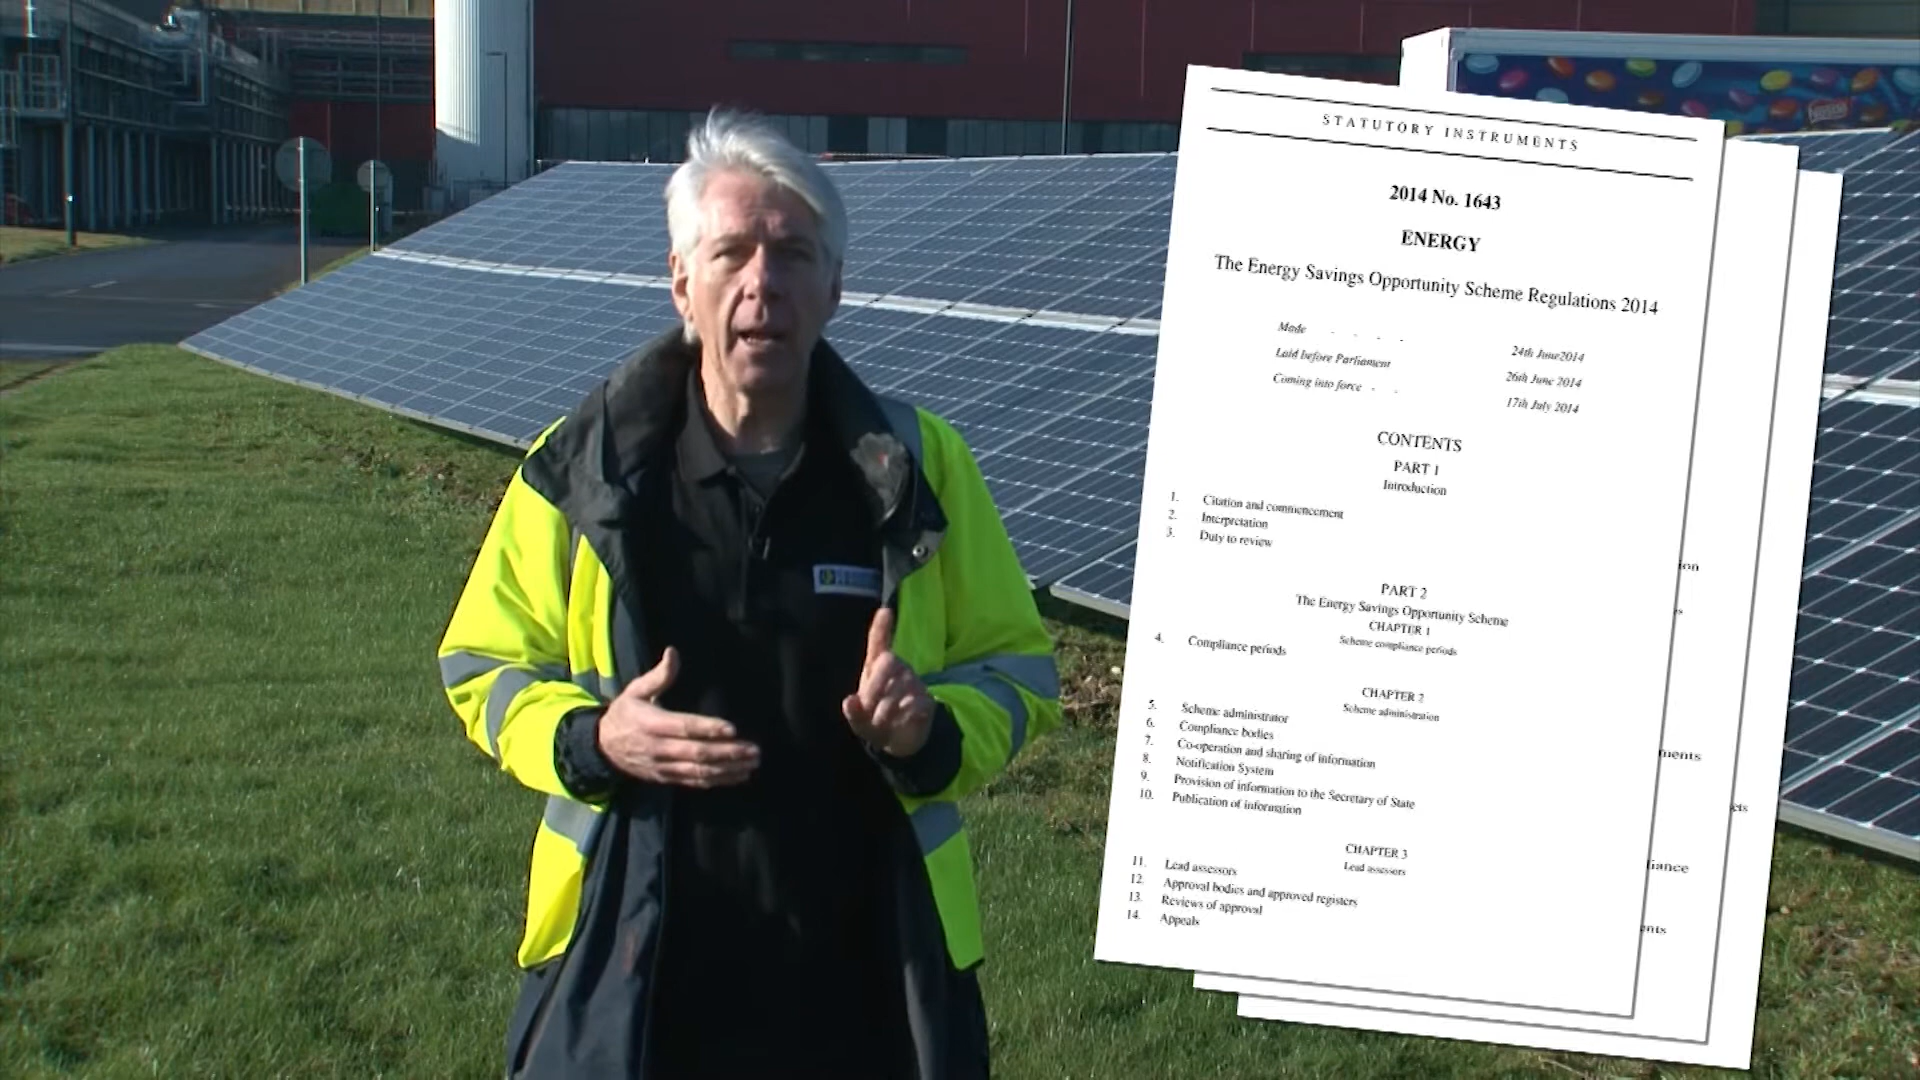 Nestlé
STATUTORY INSTRUMENTS
2014 No. 1643
ENERGY
The Energy Savings Opportunity Scheme Regulations 2014
Made - - - - 24th June2014
Laid before Parliament 26th June 2014
Coming into force - - 17th July 2014
CONTENTS
PART 1
Introduction
1. Citation and commencement
2. Interpretation
3. Duty to review
PART 2
The Energy Savings Opportunity Scheme
CHAPTER 1
Scheme compliance periods
4. Compliance periods
CHAPTER 2
Scheme administration
5. Scheme administrator
6. Compliance bodies
7. Co-operation and sharing of information
8. Notification System
9. Provision of information to the Secretary of State
10. Publication of information
CHAPTER 3
Lead assessors
11. Lead assessors
12. Approval bodies and approved registers
13. Reviews of approval
14. Appeals